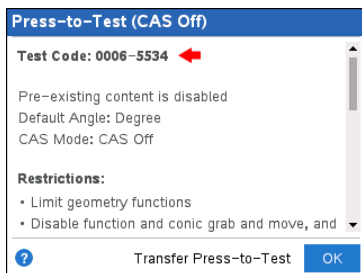 Press-to-Test (CAS Off)
Test Code: 0006-5534
Pre-existing content is disabled
Default Angle: Degree
CAS Mode: CAS Off
Restrictions:
• Limit geometry functions
• Disable function and conic grab and move, and
? Transfer Press-to-Test OK